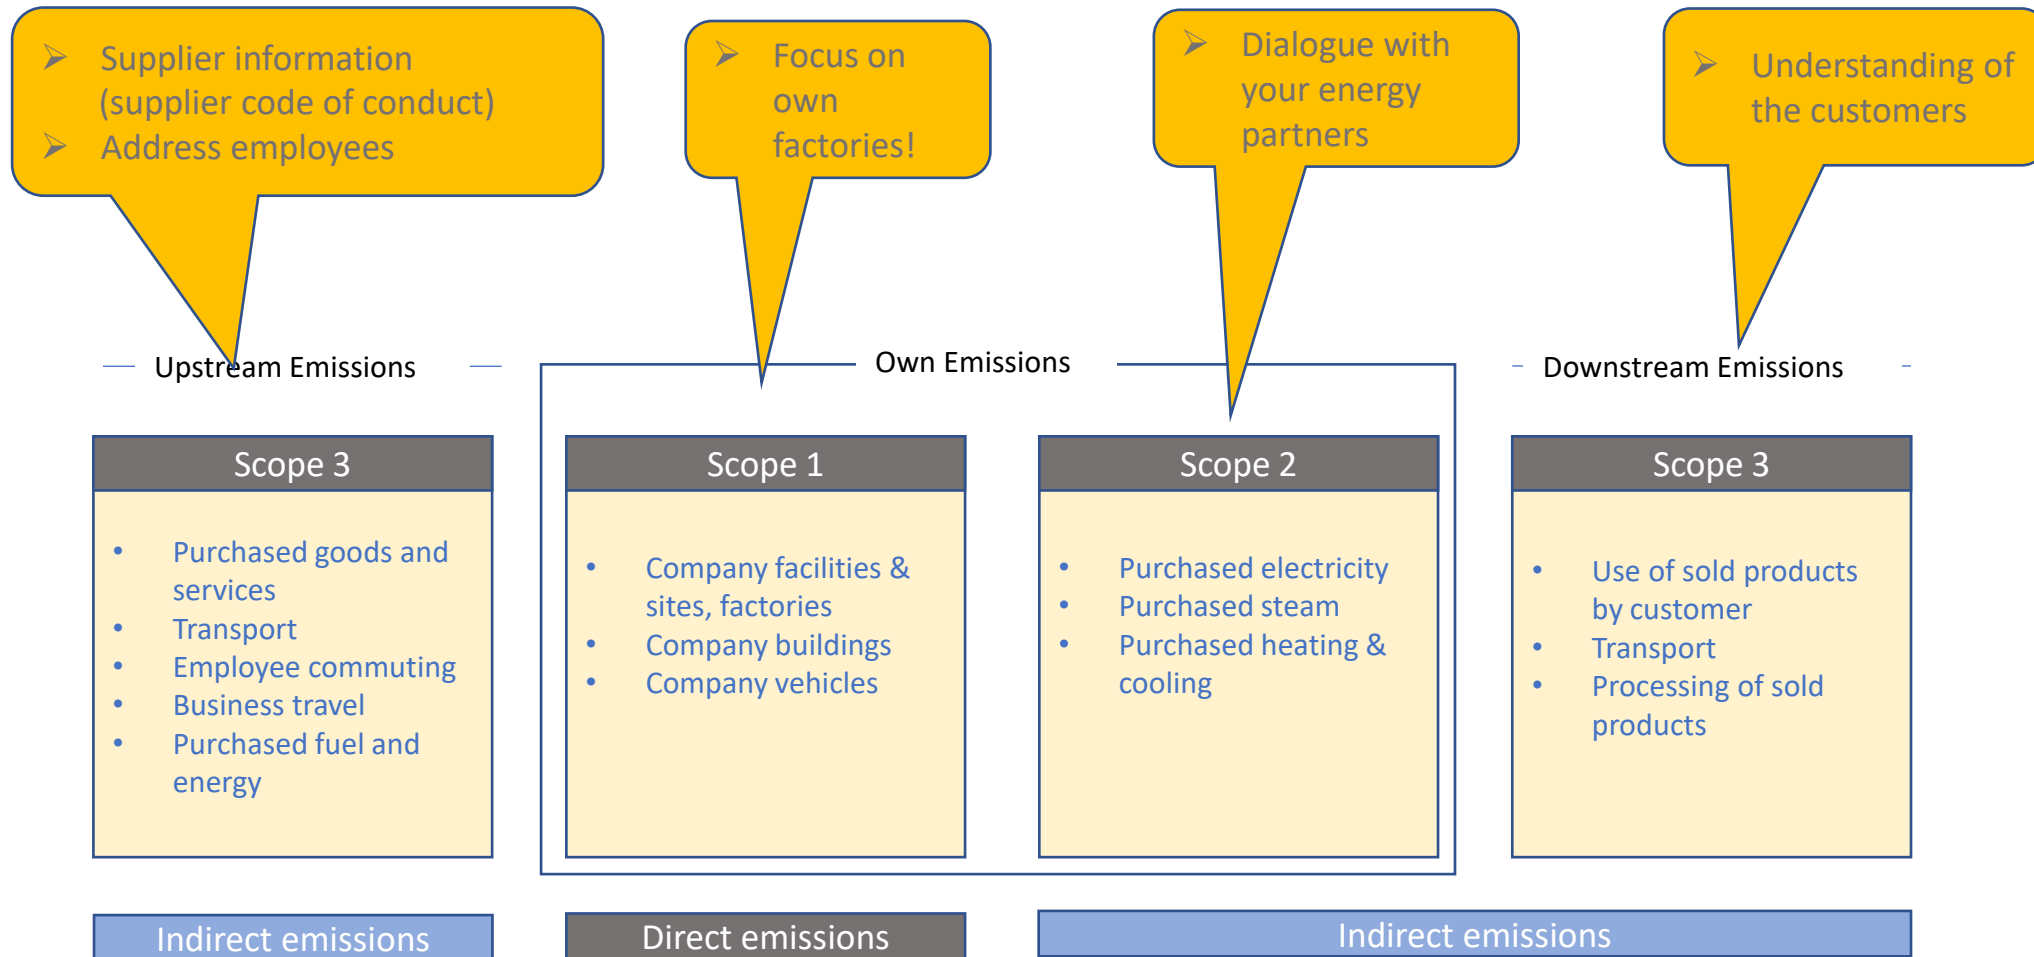 ➢ Supplier information
(supplier code of conduct)
➢ Address employees
➢ Focus on
own
factories!
➢ Dialogue with
your energy
partners
➢ Understanding of
the customers
Upstream Emissions
Own Emissions
Downstream Emissions
Scope 3
• Purchased goods and
services
• Transport
• Employee commuting
• Business travel
• Purchased fuel and
energy
Scope 1
• Company facilities &
sites, factories
• Company buildings
• Company vehicles
Scope 2
• Purchased electricity
• Purchased steam
• Purchased heating &
cooling
Scope 3
• Use of sold products
by customer
• Transport
• Processing of sold
products
Indirect emissions
Direct emissions
Indirect emissions